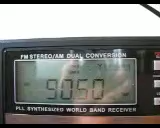 FM STEREO/AM DUAL CONVERSION
9050
PLL SYNTHESIZED WORLD BAND RECEIVER